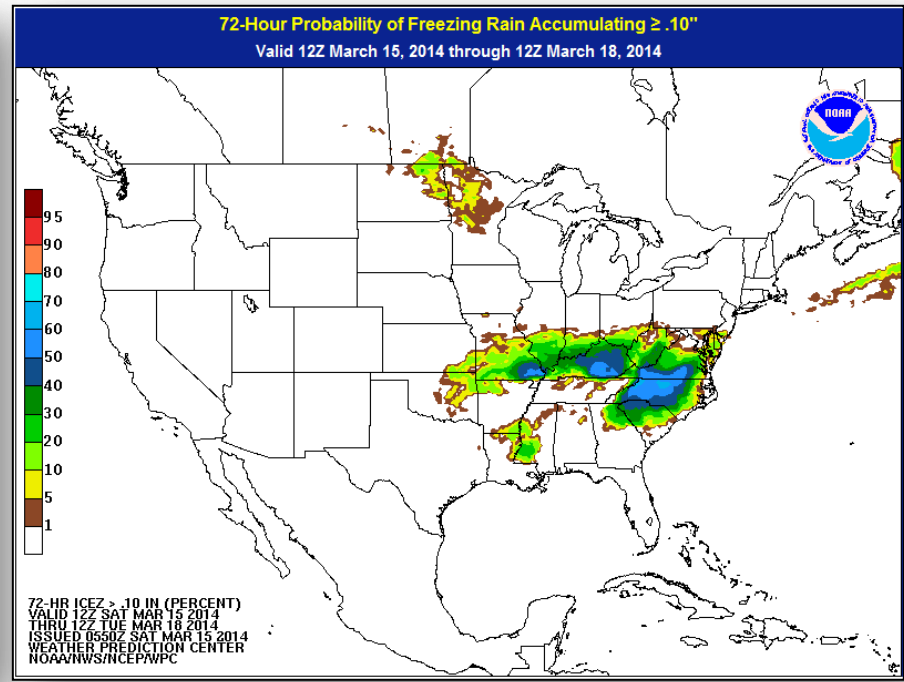 72-Hour Probability of Freezing Rain Accumulating ≥ .10"
Valid 12Z March 15, 2014 through 12Z March 18, 2014
NOAA
95
90
80
70
60
50
40
30
20
10
5
1
72-HR ICEZ > .10 IN (PERCENT)
VALID 12Z SAT MAR 15 2014
THRU 12Z TUE MAR 18 2014
ISSUED 0550Z SAT MAR 15 2014
WEATHER PREDICTION CENTER
NOAA/NWS/NCEP/WPC